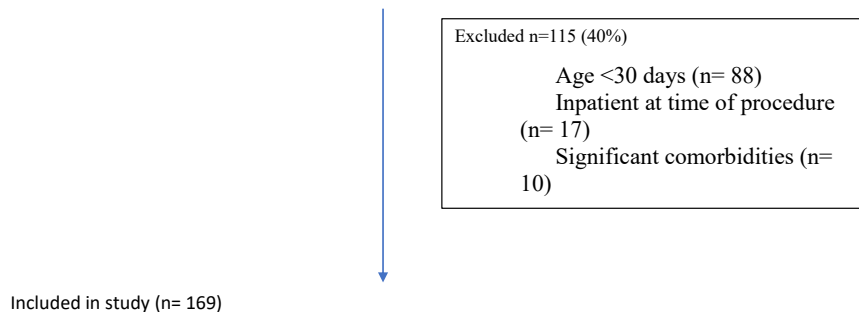 Excluded n=115 (40%)
Age <30 days (n= 88)
Inpatient at time of procedure
(n= 17)
Significant comorbidities (n=
10)
Included in study (n= 169)